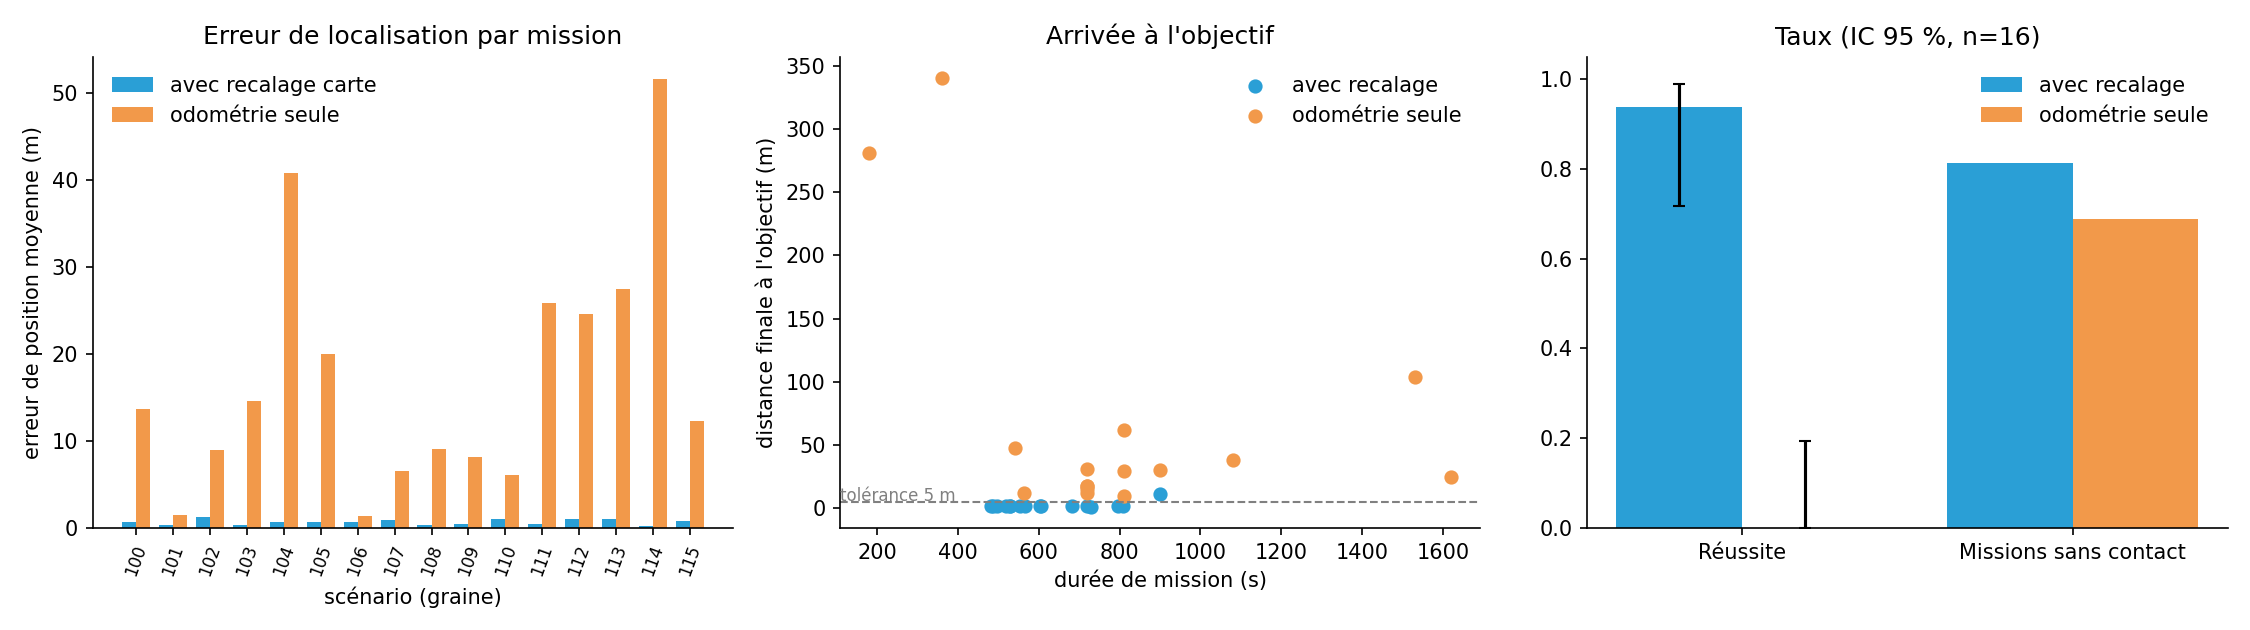 Erreur de localisation par mission
avec recalage carte
odométrie seule
erreur de position moyenne (m)
50
40
30
20
10
0
100
101
102
103
104
105
106
107
108
109
110
111
112
113
114
115
scénario (graine)
Arrivée à l'objectif
avec recalage
odométrie seule
distance finale à l'objectif (m)
350
300
250
200
150
100
50
0
tolérance 5 m
200
400
600
800
1000
1200
1400
1600
durée de mission (s)
Taux (IC 95 %, n=16)
avec recalage
odométrie seule
1.0
0.8
0.6
0.4
0.2
0.0
Réussite
Missions sans contact